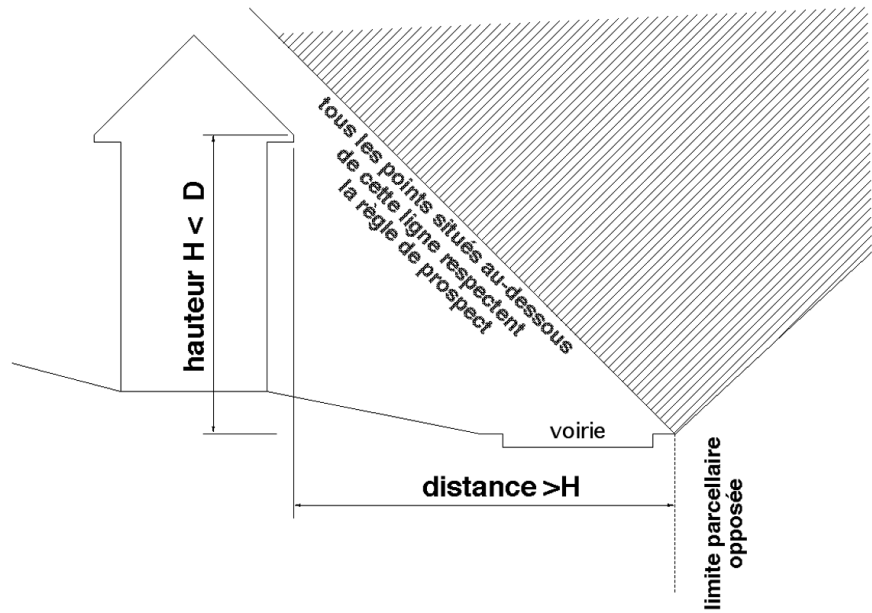 tous les points situés au-dessous
de cette ligne respectent
la règle de prospect
hauteur H < D
voirie
distance >H
limite parcellaire
opposée